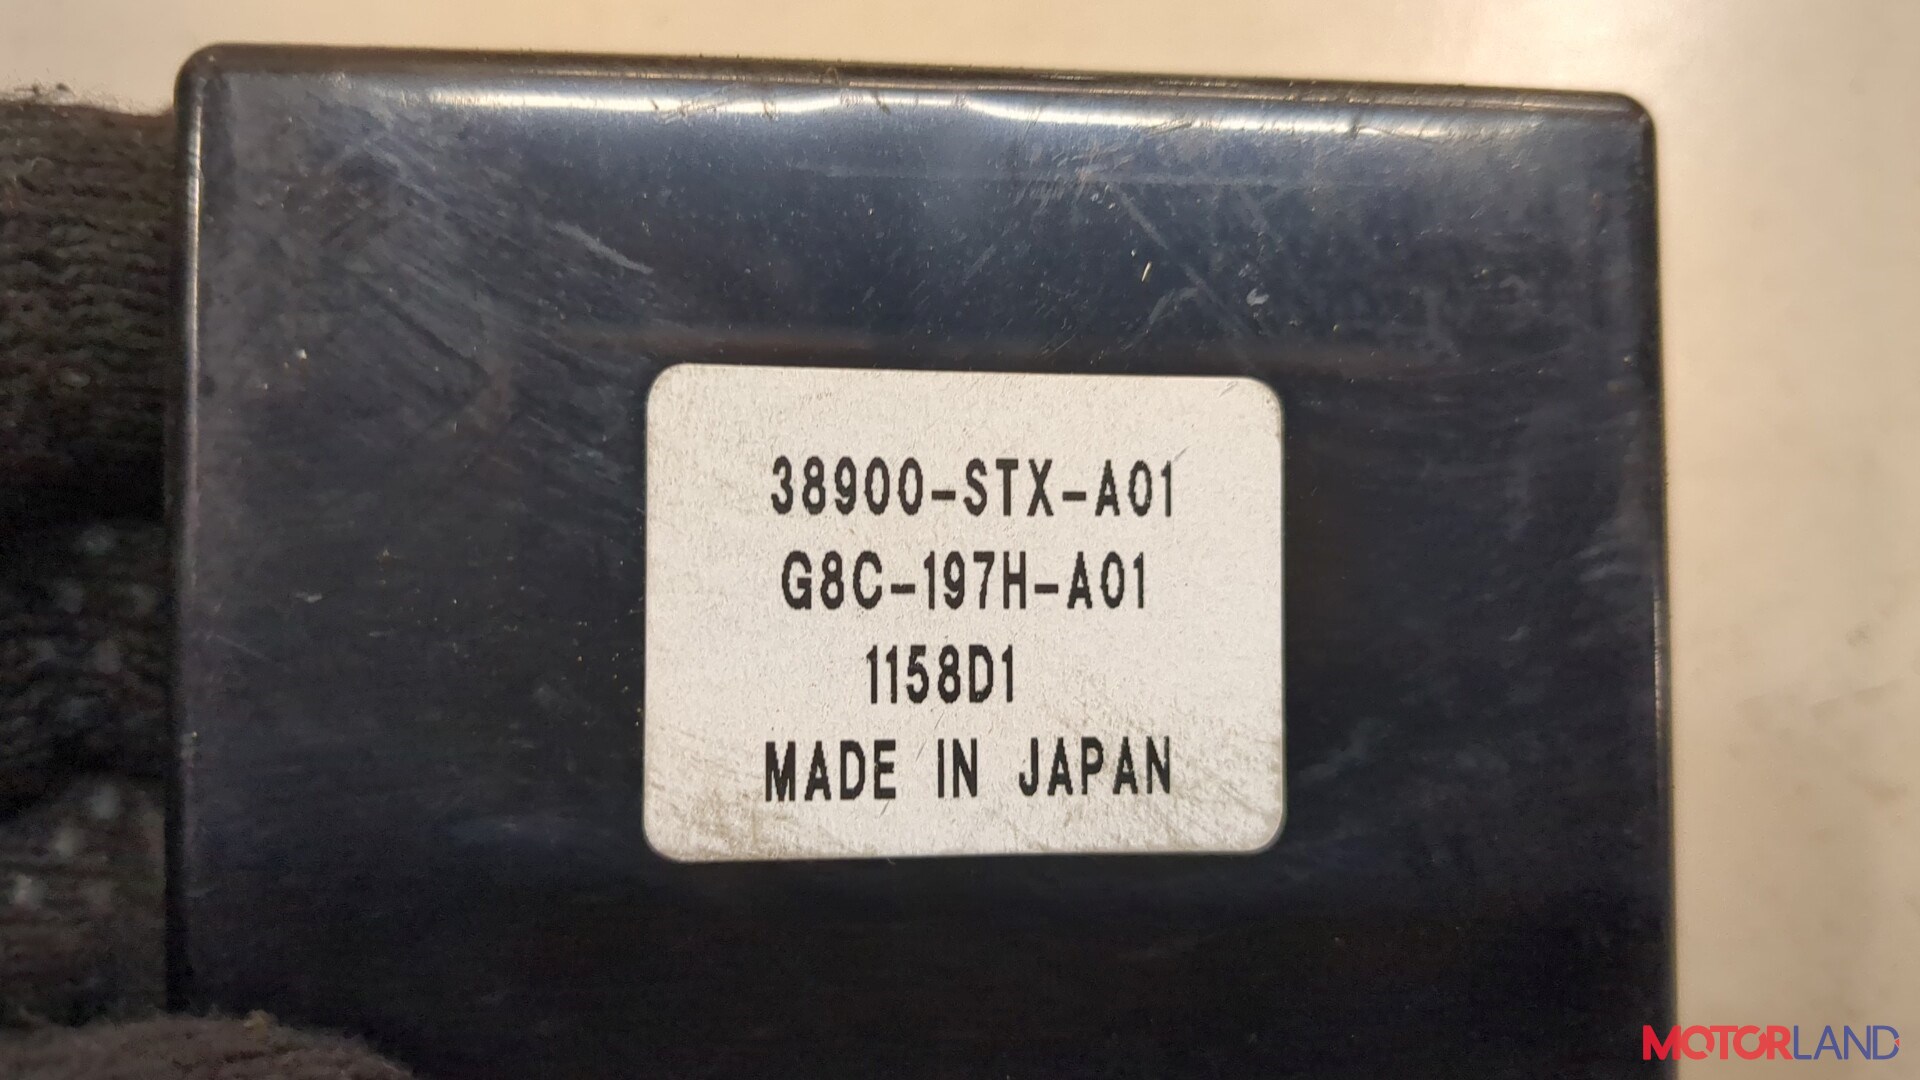 38900-STX-A01
G8C-197H-A01
1158D1
MADE IN JAPAN
MOTORLAND